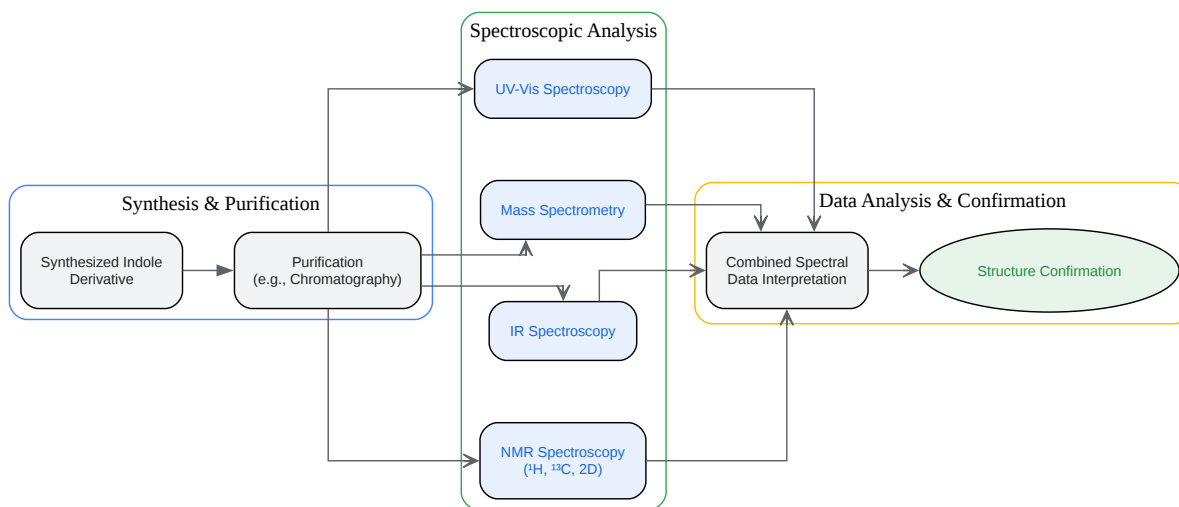 Synthesis & Purification
Synthesized Indole
Derivative
Purification
(e.g., Chromatography)
Spectroscopic Analysis
UV-Vis Spectroscopy
Mass Spectrometry
IR Spectroscopy
NMR Spectroscopy
(¹H, ¹³C, 2D)
Data Analysis & Confirmation
Combined Spectral
Data Interpretation
Structure Confirmation